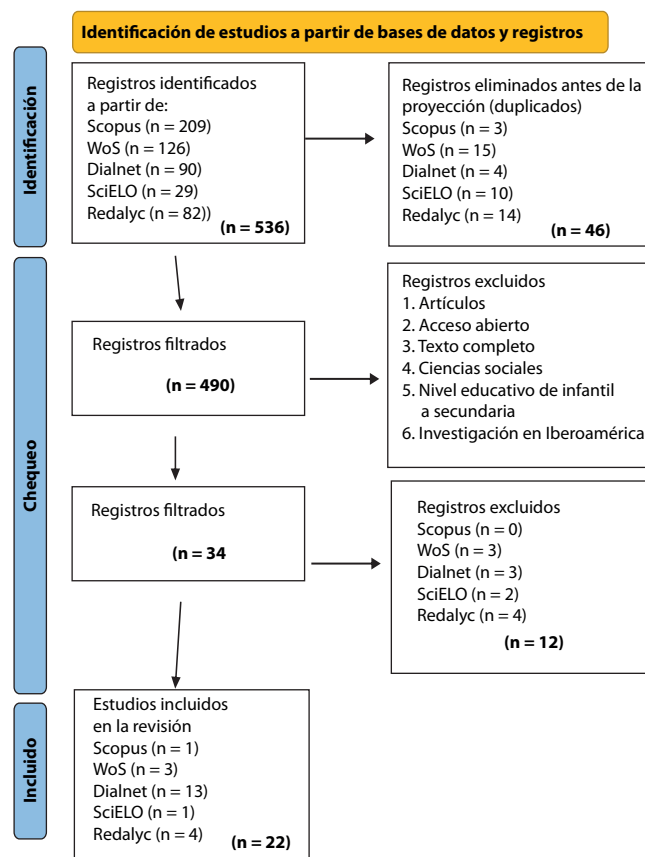 Identificación de estudios a partir de bases de datos y registros
Identificación
Registros identificados
a partir de:
Scopus (n = 209)
WoS (n = 126)
Dialnet (n = 90)
SciELO (n = 29)
Redalyc (n = 82))
(n = 536)
Registros eliminados antes de la
proyección (duplicados)
Scopus (n = 3)
WoS (n = 15)
Dialnet (n = 4)
SciELO (n = 10)
Redalyc (n = 14)
(n = 46)
Chequeo
Registros filtrados
(n = 490)
Registros excluidos
1. Artículos
2. Acceso abierto
3. Texto completo
4. Ciencias sociales
5. Nivel educativo de infantil
a secundaria
6. Investigación en Iberoamérica
Registros filtrados
(n = 34
Registros excluidos
Scopus (n = 0)
WoS (n = 3)
Dialnet (n = 3)
SciELO (n = 2)
Redalyc (n = 4)
(n = 12)
Incluido
Estudios incluidos
en la revisión
Scopus (n = 1)
WoS (n = 3)
Dialnet (n = 13)
SciELO (n = 1)
Redalyc (n = 4)
(n = 22)